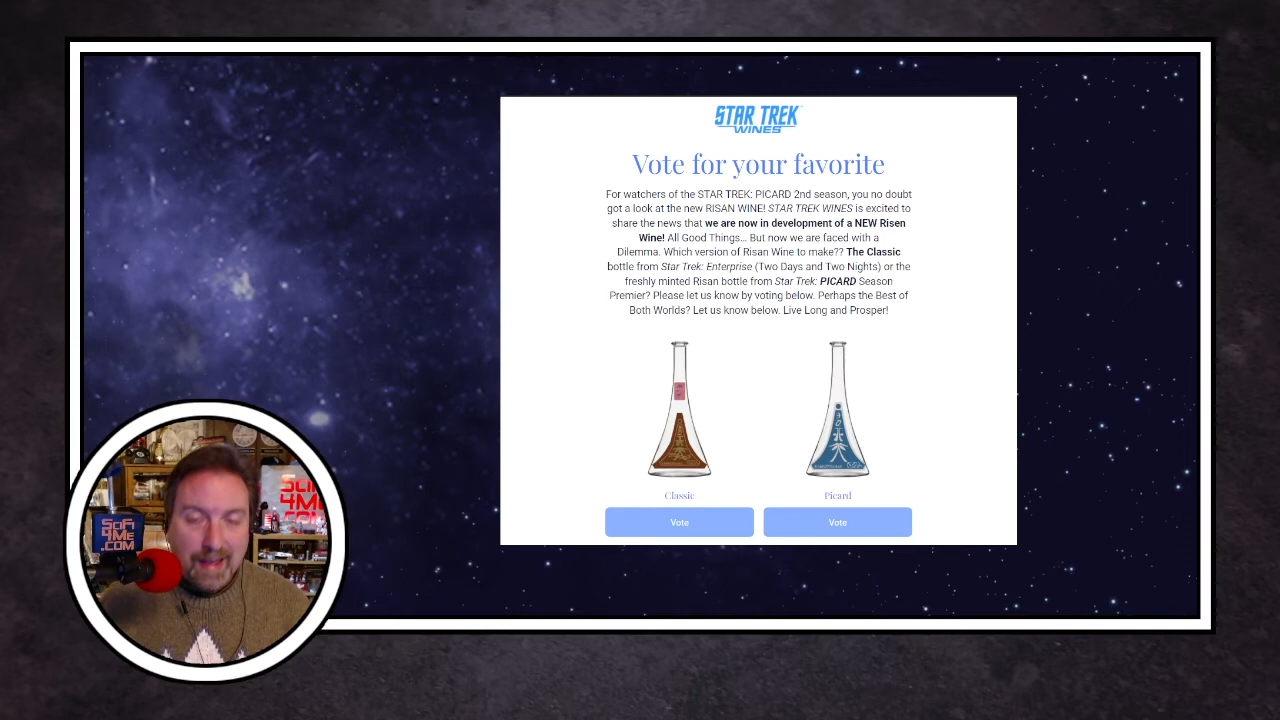 STAR TREK
WINES
Vote for your favorite
For watchers of the STAR TREK: PICARD 2nd season, you no doubt
got a look at the new RISAN WINE! STAR TREK WINES is excited to
share the news that we are now in development of a NEW Risen
Wine! All Good Things... But now we are faced with a
Dilemma. Which version of Risan Wine to make?? The Classic
bottle from Star Trek: Enterprise (Two Days and Two Nights) or the
freshly minted Risan bottle from Star Trek: PICARD Season
Premier? Please let us know by voting below. Perhaps the Best of
Both Worlds? Let us know below. Live Long and Prosper!
Classic
Picard
Vote
Vote
SCiFi
4ME
.COM
SCiFi
4ME
.COM